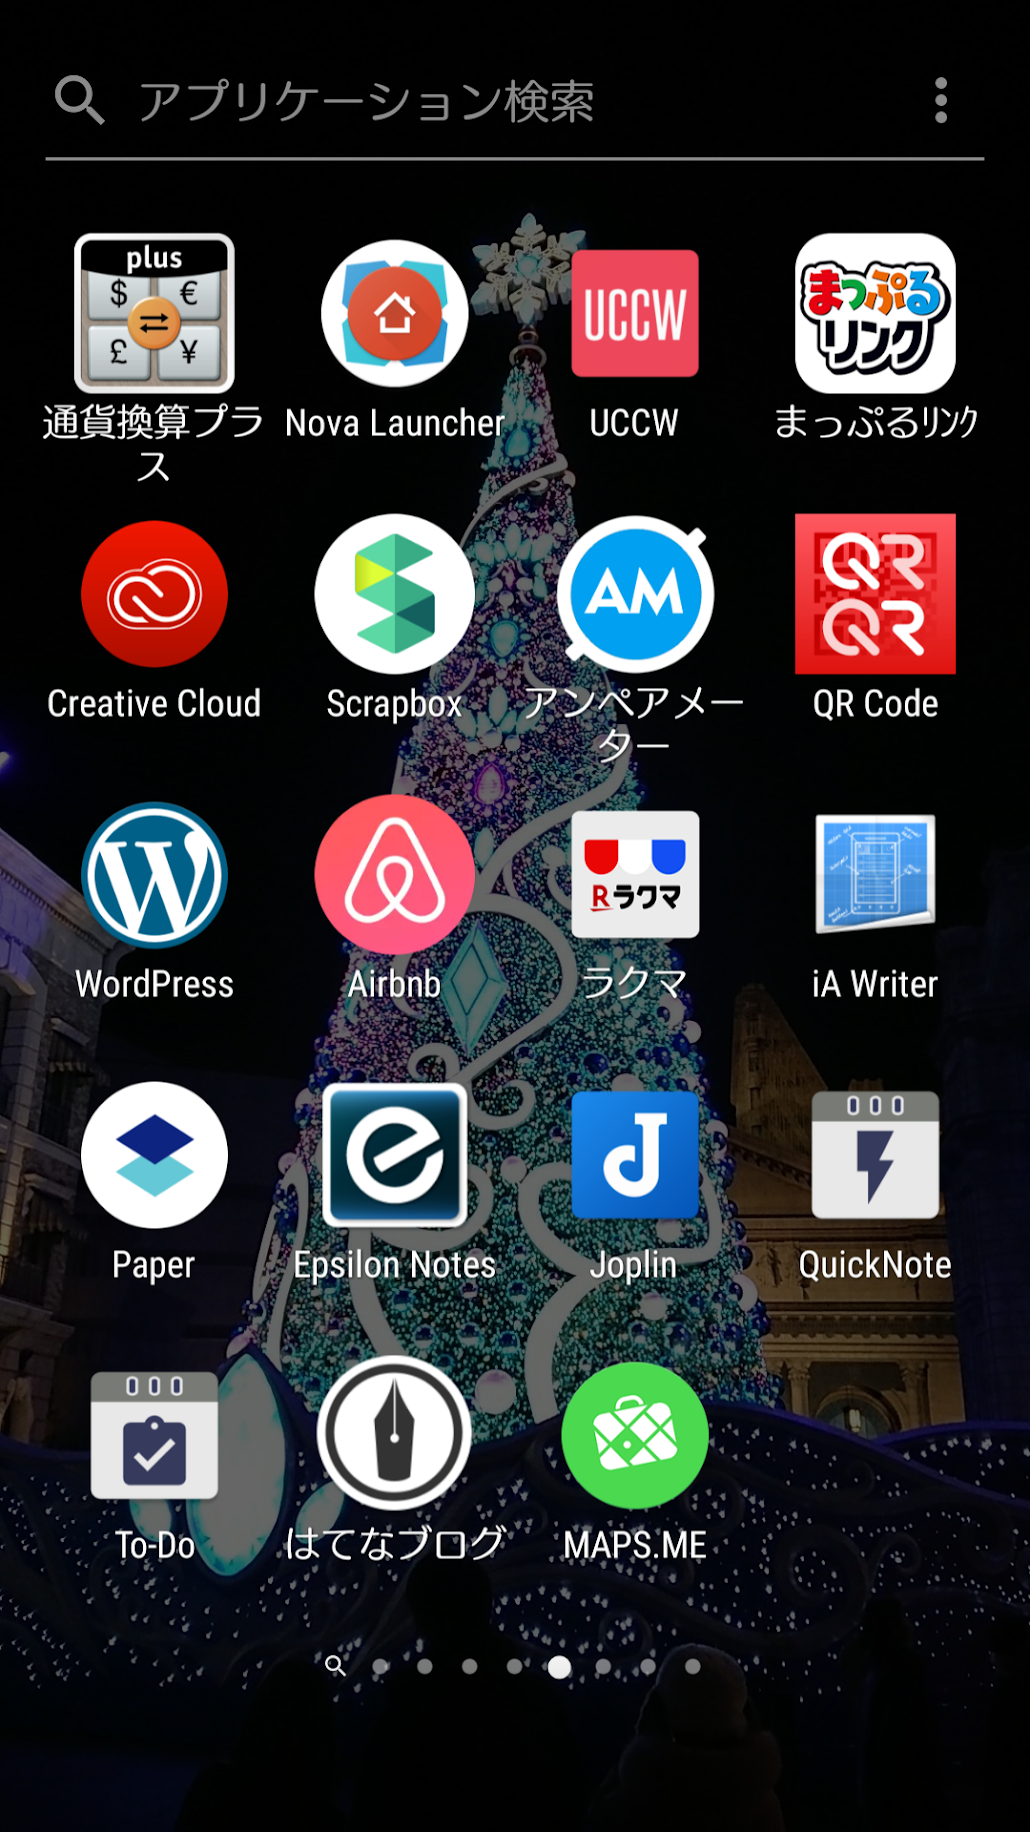 アプリケーション検索
plus
$ €
£ ¥
UCCW
まっぷる
リンク
通貨換算プラ
ス
Nova Launcher
UCCW
まっぷるリンク
AM
QR
QR
Creative Cloud
Scrapbox
アンペアメー
ター
QR Code
W
Rラクマ
WordPress
Airbnb
ラクマ
iA Writer
e
J
Paper
Epsilon Notes
Joplin
QuickNote
To-Do
はてなブログ
MAPS.ME